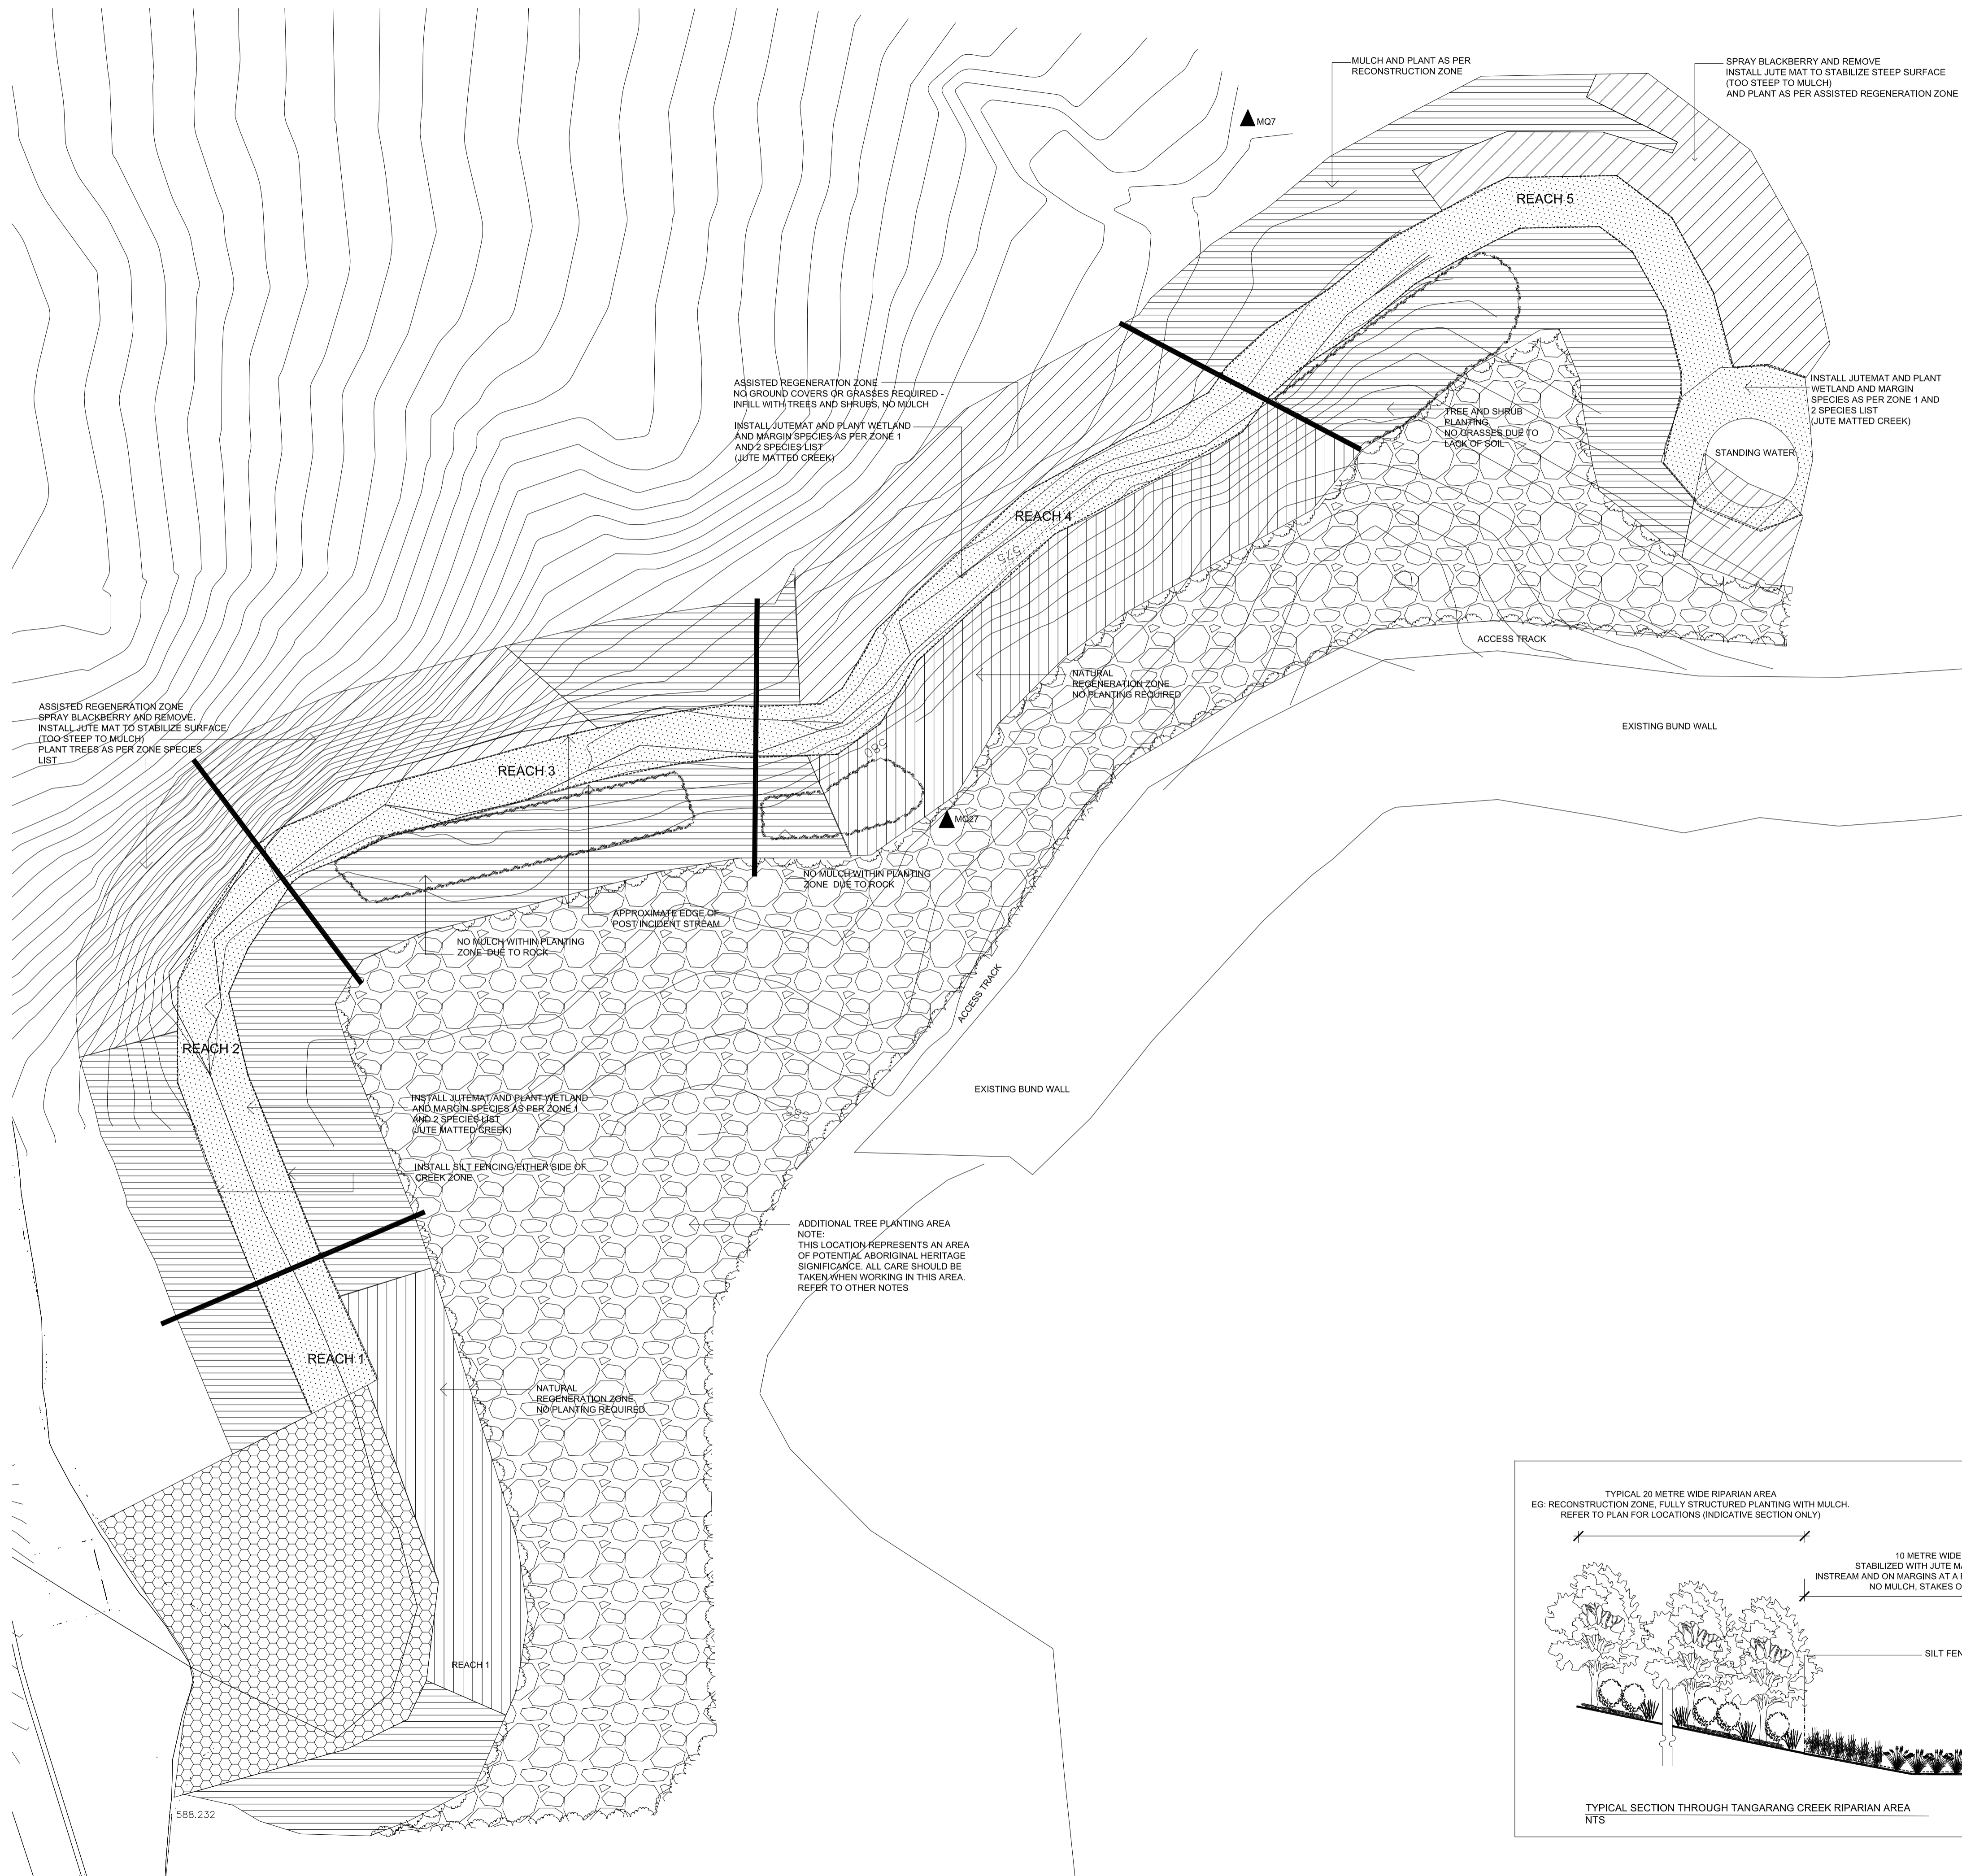 MULCH AND PLANT AS PER
RECONSTRUCTION ZONE
SPRAY BLACKBERRY AND REMOVE
INSTALL JUTE MAT TO STABILIZE STEEP SURFACE
(TOO STEEP TO MULCH)
AND PLANT AS PER ASSISTED REGENERATION ZONE
MQ7
REACH 5
ASSISTED REGENERATION ZONE
NO GROUND COVERS OR GRASSES REQUIRED -
INFILL WITH TREES AND SHRUBS, NO MULCH
INSTALL JUTEMAT AND PLANT WETLAND
AND MARGIN SPECIES AS PER ZONE 1
AND 2 SPECIES LIST
(JUTE MATTED CREEK)
INSTALL JUTEMAT AND PLANT
WETLAND AND MARGIN
SPECIES AS PER ZONE 1 AND
2 SPECIES LIST
(JUTE MATTED CREEK)
TREE AND SHRUB
PLANTING
NO GRASSES DUE TO
LACK OF SOIL
STANDING WATER
REACH 4
575
ACCESS TRACK
NATURAL
REGENERATION ZONE
NO PLANTING REQUIRED
EXISTING BUND WALL
ASSISTED REGENERATION ZONE
SPRAY BLACKBERRY AND REMOVE.
INSTALL JUTE MAT TO STABILIZE SURFACE
(TOO STEEP TO MULCH)
PLANT TREES AS PER ZONE SPECIES
LIST
REACH 3
580
MQ27
NO MULCH WITHIN PLANTING
ZONE DUE TO ROCK
APPROXIMATE EDGE OF
POST INCIDENT STREAM
NO MULCH WITHIN PLANTING
ZONE DUE TO ROCK
ACCESS TRACK
REACH 2
EXISTING BUND WALL
INSTALL JUTEMAT AND PLANT WETLAND
AND MARGIN SPECIES AS PER ZONE 1
AND 2 SPECIES LIST
(JUTE MATTED CREEK)
585
INSTALL SILT FENCING EITHER SIDE OF
CREEK ZONE
ADDITIONAL TREE PLANTING AREA
NOTE:
THIS LOCATION REPRESENTS AN AREA
OF POTENTIAL ABORIGINAL HERITAGE
SIGNIFICANCE. ALL CARE SHOULD BE
TAKEN WHEN WORKING IN THIS AREA.
REFER TO OTHER NOTES
REACH 1
NATURAL
REGENERATION ZONE
NO PLANTING REQUIRED
REACH 1
588.232
TYPICAL 20 METRE WIDE RIPARIAN AREA
EG: RECONSTRUCTION ZONE, FULLY STRUCTURED PLANTING WITH MULCH.
REFER TO PLAN FOR LOCATIONS (INDICATIVE SECTION ONLY)
10 METRE WIDE
STABILIZED WITH JUTE
INSTREAM AND ON MARGINS AT A
NO MULCH, STAKES
SILT
TYPICAL SECTION THROUGH TANGARANG CREEK RIPARIAN AREA
NTS